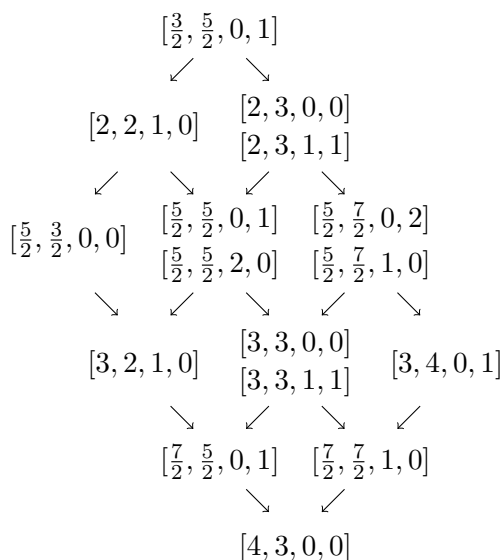 [3/2, 5/2, 0, 1]
[2, 2, 1, 0] [2, 3, 0, 0]
[2, 3, 1, 1]
[5/2, 3/2, 0, 0] [5/2, 5/2, 0, 1] [5/2, 7/2, 0, 2]
[5/2, 5/2, 2, 0] [5/2, 7/2, 1, 0]
[3, 2, 1, 0] [3, 3, 0, 0] [3, 4, 0, 1]
[3, 3, 1, 1]
[7/2, 5/2, 0, 1] [7/2, 7/2, 1, 0]
[4, 3, 0, 0]